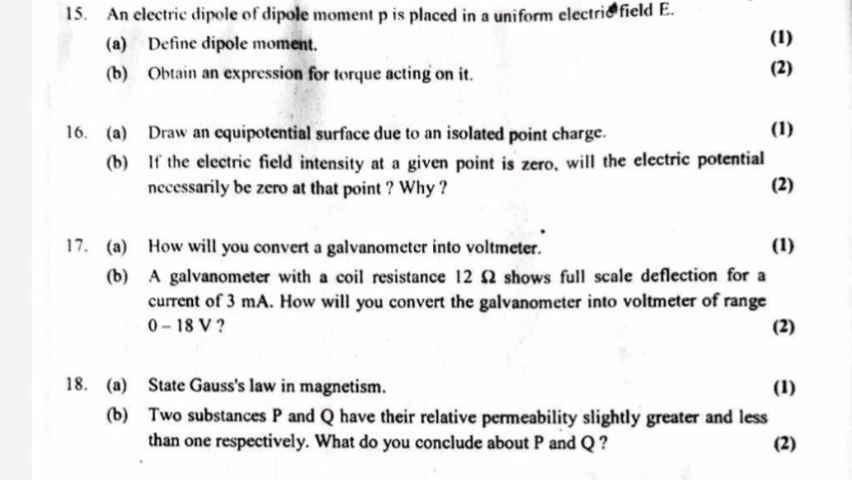 15. An electric dipole of dipole moment p is placed in a uniform electric field E.
(a) Define dipole moment. (1)
(b) Obtain an expression for torque acting on it. (2)
16. (a) Draw an equipotential surface due to an isolated point charge. (1)
(b) If the electric field intensity at a given point is zero, will the electric potential
necessarily be zero at that point ? Why ? (2)
17. (a) How will you convert a galvanometer into voltmeter. (1)
(b) A galvanometer with a coil resistance 12 Ω shows full scale deflection for a
current of 3 mA. How will you convert the galvanometer into voltmeter of range
0 – 18 V ? (2)
18. (a) State Gauss's law in magnetism. (1)
(b) Two substances P and Q have their relative permeability slightly greater and less
than one respectively. What do you conclude about P and Q ? (2)